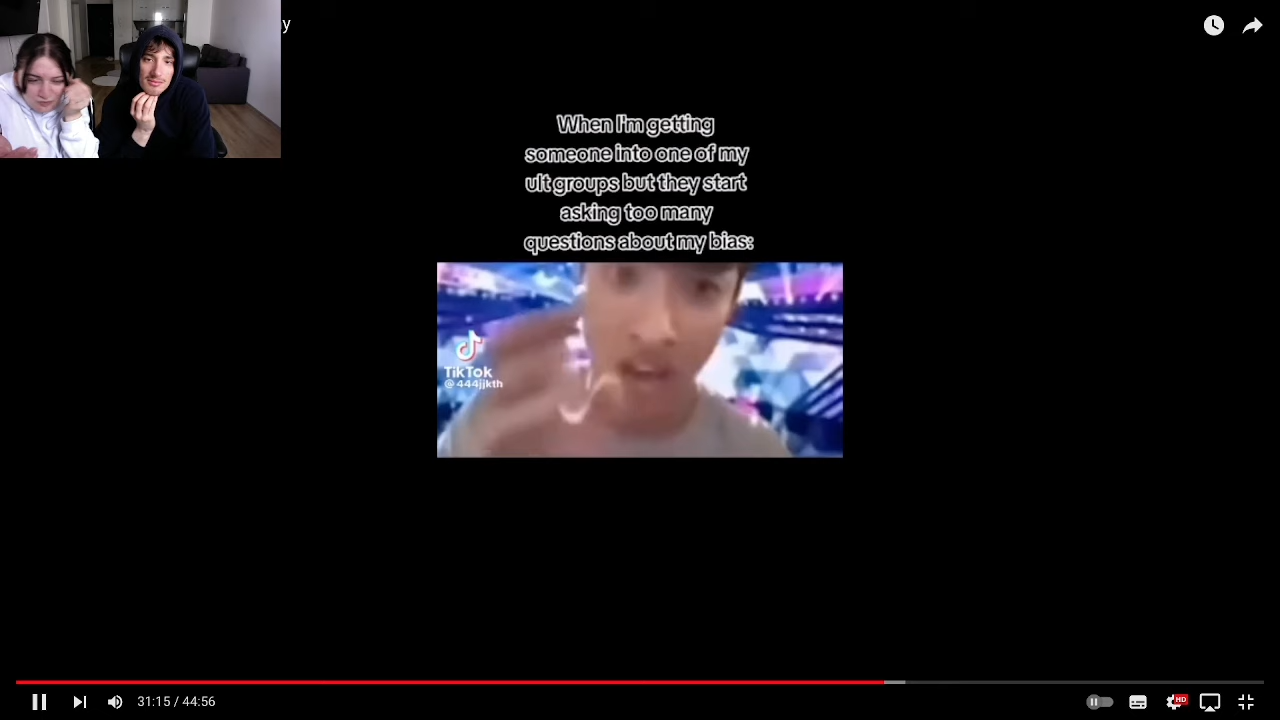 y
When I'm getting
someone into one of my
ult groups but they start
asking too many
questions about my bias:
TikTok
@444jjkth
31:15 / 44:56
HD